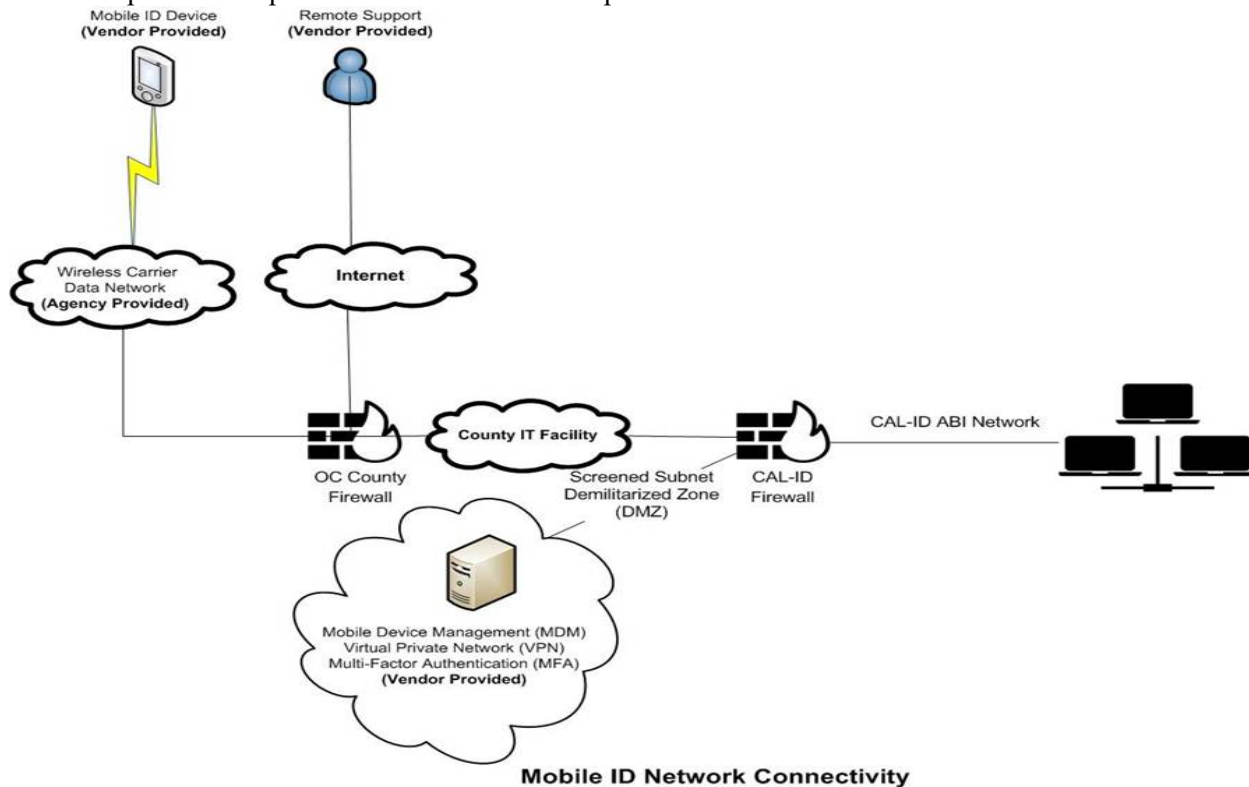 Mobile ID Device
(Vendor Provided)
Remote Support
(Vendor Provided)
Wireless Carrier
Data Network
(Agency Provided)
Internet
OC County
Firewall
County IT Facility
Screened Subnet
Demilitarized Zone
(DMZ)
CAL-ID
Firewall
CAL-ID ABI Network
Mobile Device Management (MDM)
Virtual Private Network (VPN)
Multi-Factor Authentication (MFA)
(Vendor Provided)
Mobile ID Network Connectivity